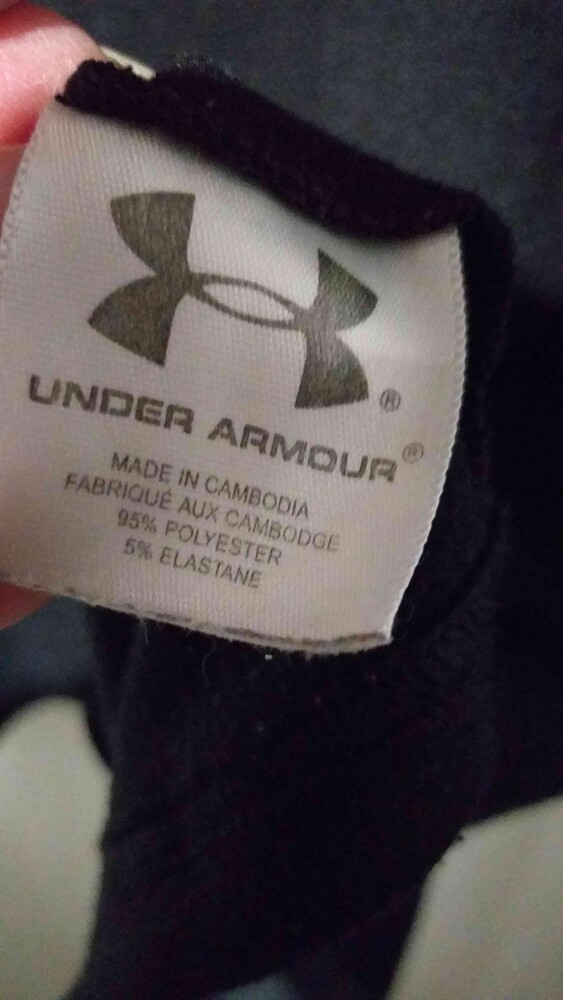 ®
UNDER ARMOUR®
MADE IN CAMBODIA
FABRIQUÉ AUX CAMBODGE
95% POLYESTER
5% ELASTANE